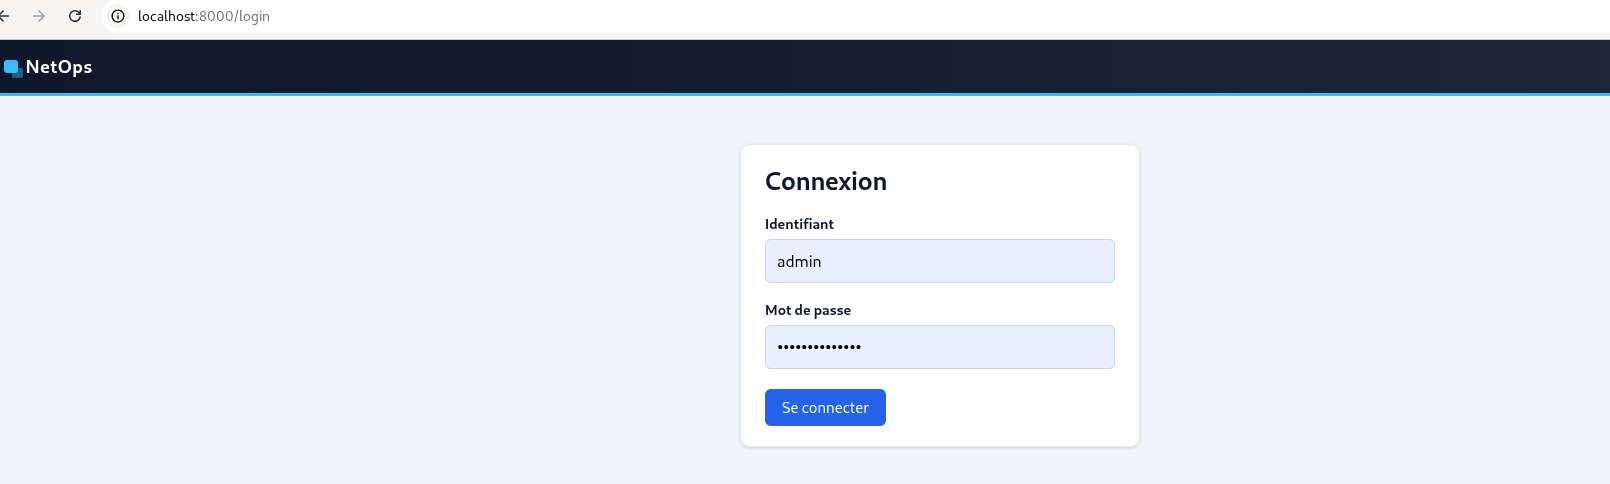 localhost:8000/login
NetOps
Connexion
Identifiant
admin
Mot de passe
••••••••••••••
Se connecter